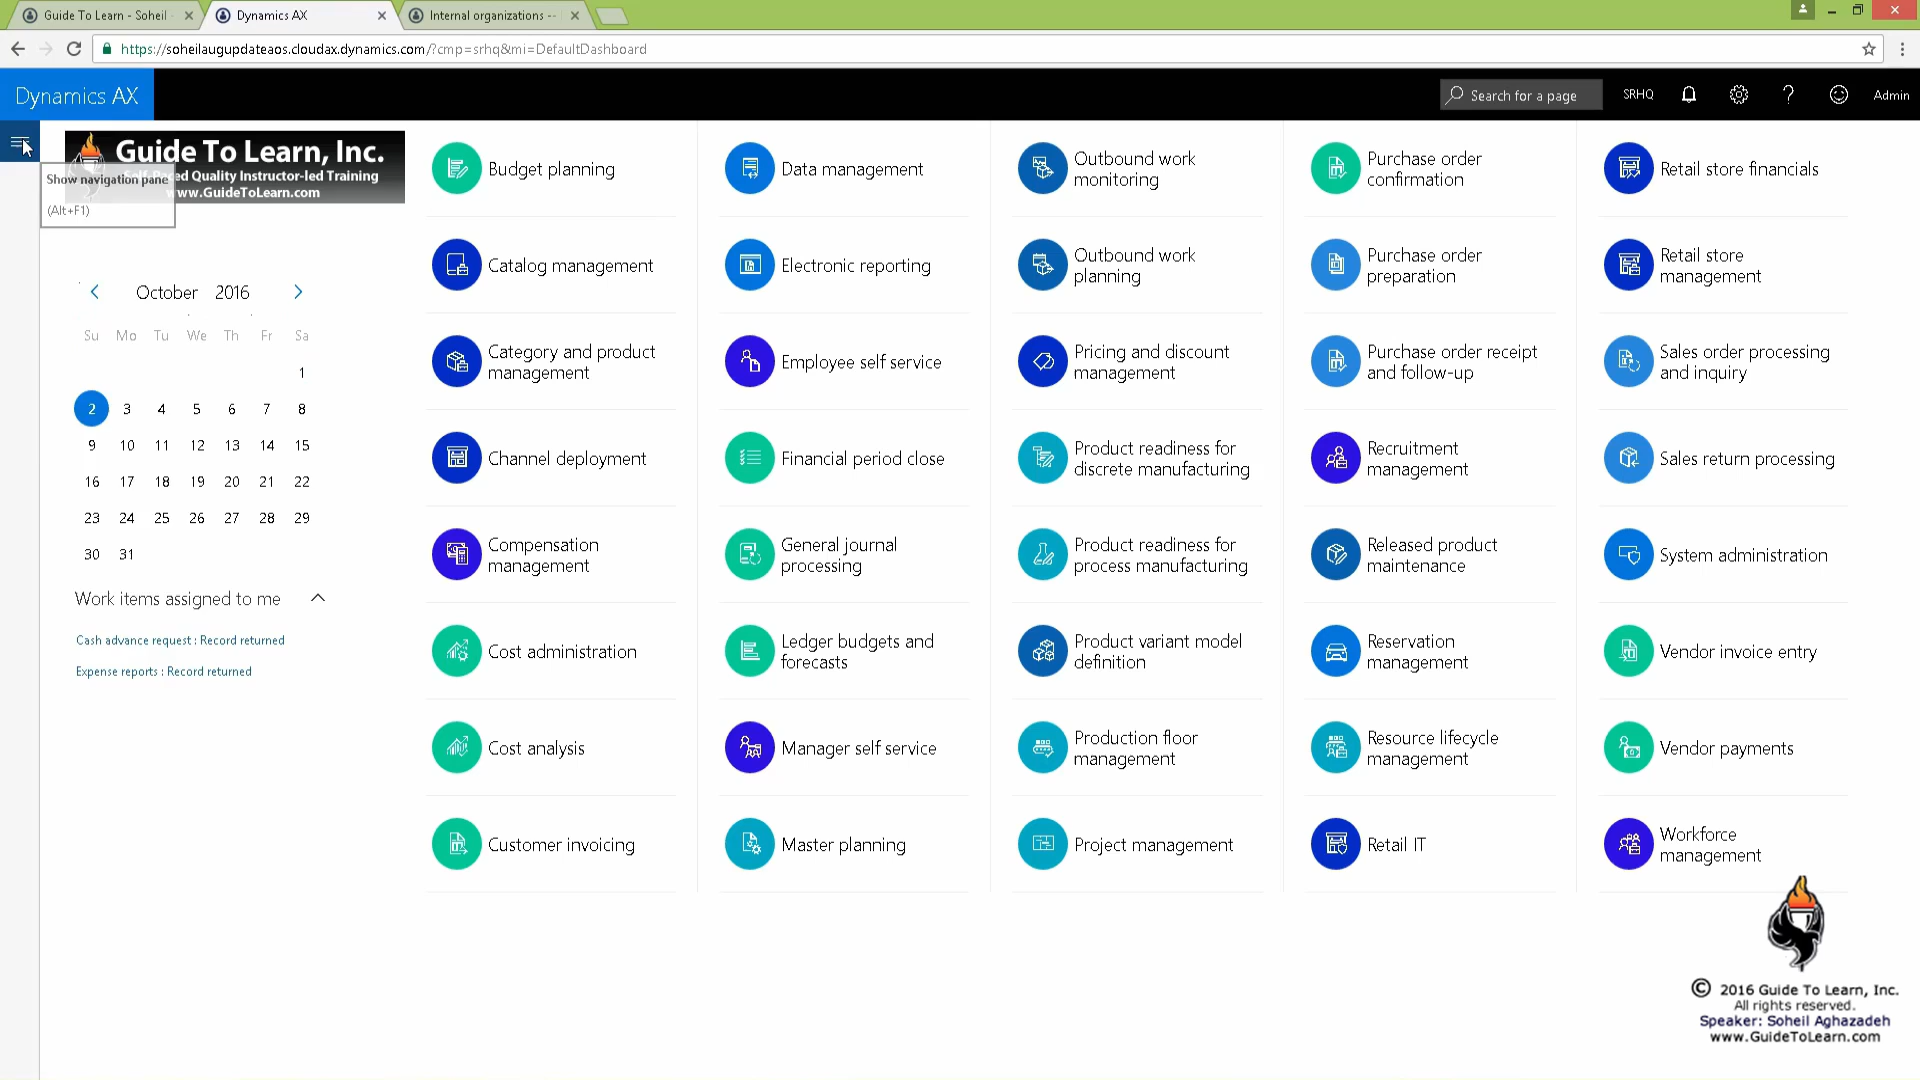 Guide To Learn - Soheil
Dynamics AX
Internal organizations --
https://soheilaugupdateaos.cloudax.dynamics.com/?cmp=srhq&mi=DefaultDashboard
Dynamics AX
Search for a page
SRHQ
?
Admin
Guide To Learn, Inc.
Self-Paced Quality Instructor-led Training
www.GuideToLearn.com
Show navigation pane
(Alt+F1)
October 2016
Su Mo Tu We Th Fr Sa
1
2 3 4 5 6 7 8
9 10 11 12 13 14 15
16 17 18 19 20 21 22
23 24 25 26 27 28 29
30 31
Work items assigned to me
Cash advance request : Record returned
Expense reports : Record returned
Budget planning
Catalog management
Category and product
management
Channel deployment
Compensation
management
Cost administration
Cost analysis
Customer invoicing
Data management
Electronic reporting
Employee self service
Financial period close
General journal
processing
Ledger budgets and
forecasts
Manager self service
Master planning
Outbound work
monitoring
Outbound work
planning
Pricing and discount
management
Product readiness for
discrete manufacturing
Product readiness for
process manufacturing
Product variant model
definition
Production floor
management
Project management
Purchase order
confirmation
Purchase order
preparation
Purchase order receipt
and follow-up
Recruitment
management
Released product
maintenance
Reservation
management
Resource lifecycle
management
Retail IT
Retail store financials
Retail store
management
Sales order processing
and inquiry
Sales return processing
System administration
Vendor invoice entry
Vendor payments
Workforce
management
© 2016 Guide To Learn, Inc.
All rights reserved.
Speaker: Soheil Aghazadeh
www.GuideToLearn.com